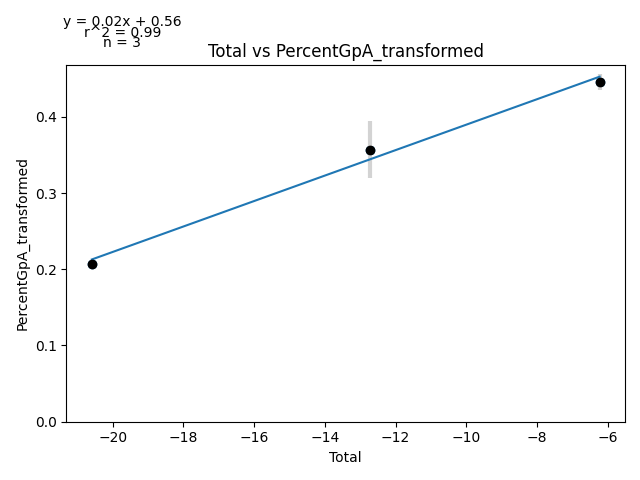 y = 0.02x + 0.56
r^2 = 0.99
n = 3
Total vs PercentGpA_transformed
PercentGpA_transformed
0.4
0.3
0.2
0.1
0.0
−20
−18
−16
−14
−12
−10
−8
−6
Total